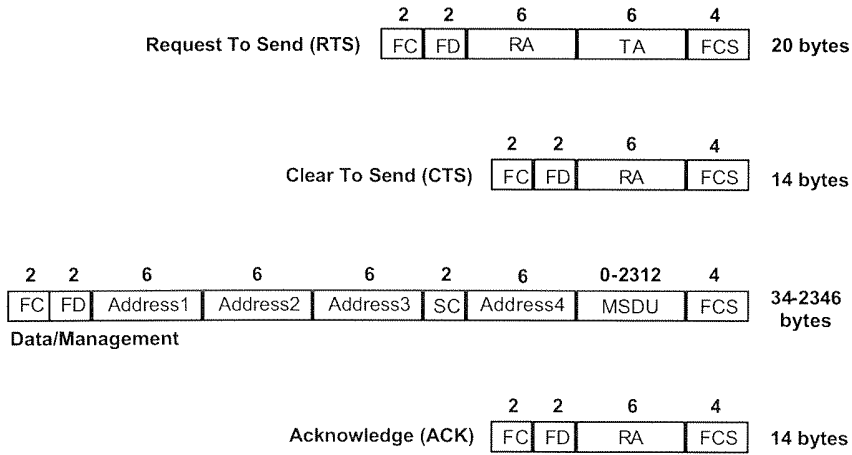 2 2 6 6 4
Request To Send (RTS) FC FD RA TA FCS 20 bytes
2 2 6 4
Clear To Send (CTS) FC FD RA FCS 14 bytes
2 2 6 6 6 2 6 0-2312 4
FC FD Address1 Address2 Address3 SC Address4 MSDU FCS 34-2346 bytes
Data/Management
2 2 6 4
Acknowledge (ACK) FC FD RA FCS 14 bytes